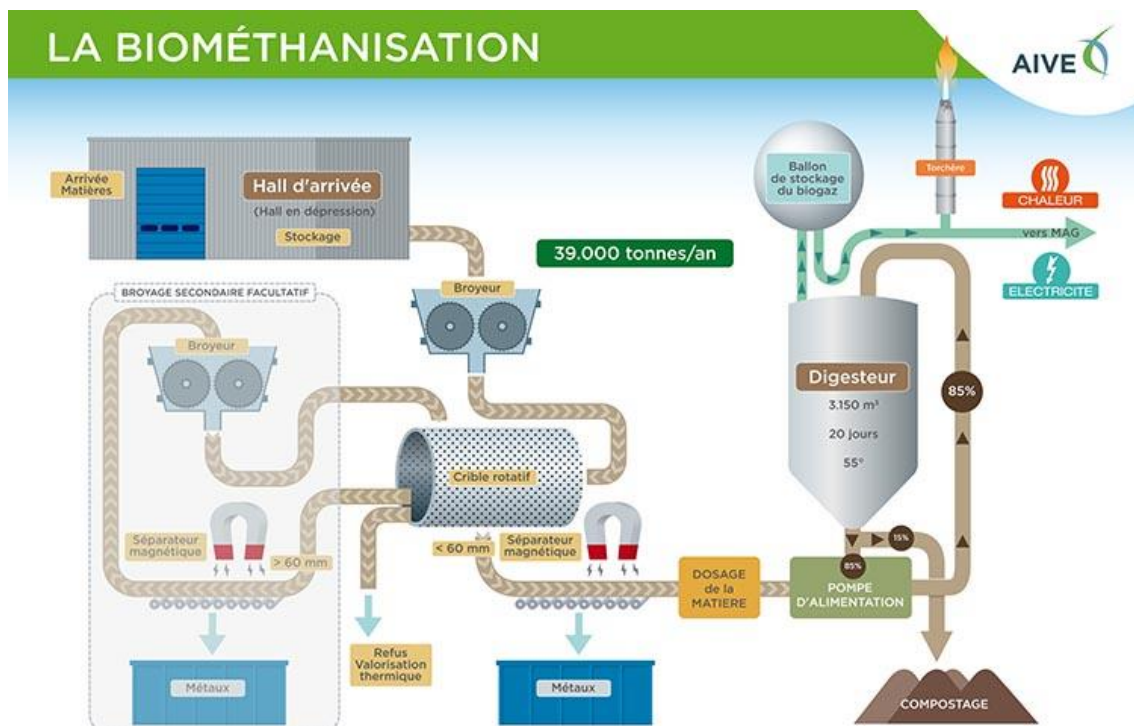 LA BIOMÉTHANISATION
AIVE
Arrivée
Matières
Hall d'arrivée
(Hall en dépression)
Stockage
Ballon
de stockage
du biogaz
Torchère
CHALEUR
vers MAG
ELECTRICITE
39.000 tonnes/an
BROYAGE SECONDAIRE FACULTATIF
Broyeur
Broyeur
Digesteur
3.150 m³
20 jours
55°
85%
Crible rotatif
Séparateur
magnétique
> 60 mm
< 60 mm
Séparateur
magnétique
15%
85%
DOSAGE
de la
MATIERE
POMPE
D'ALIMENTATION
Refus
Valorisation
thermique
Métaux
Métaux
COMPOSTAGE